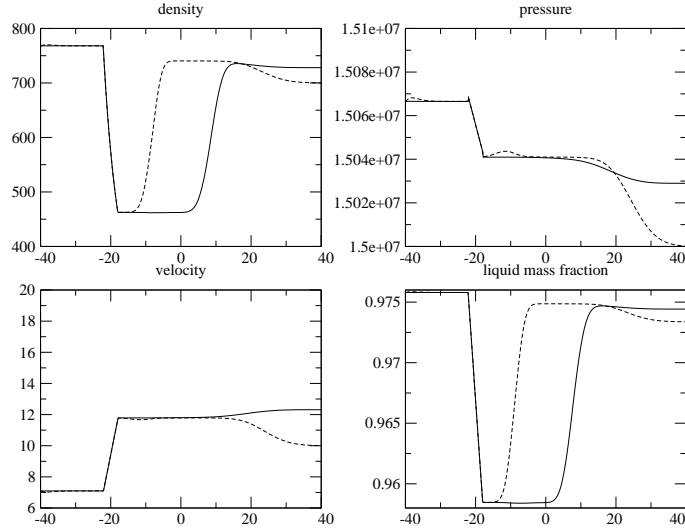 density
800
700
600
500
400
-40 -20 0 20 40
pressure
1.51e+07
1.508e+07
1.506e+07
1.504e+07
1.502e+07
1.5e+07
-40 -20 0 20 40
velocity
20
18
16
14
12
10
8
6
-40 -20 0 20 40
liquid mass fraction
0.975
0.97
0.965
0.96
-40 -20 0 20 40